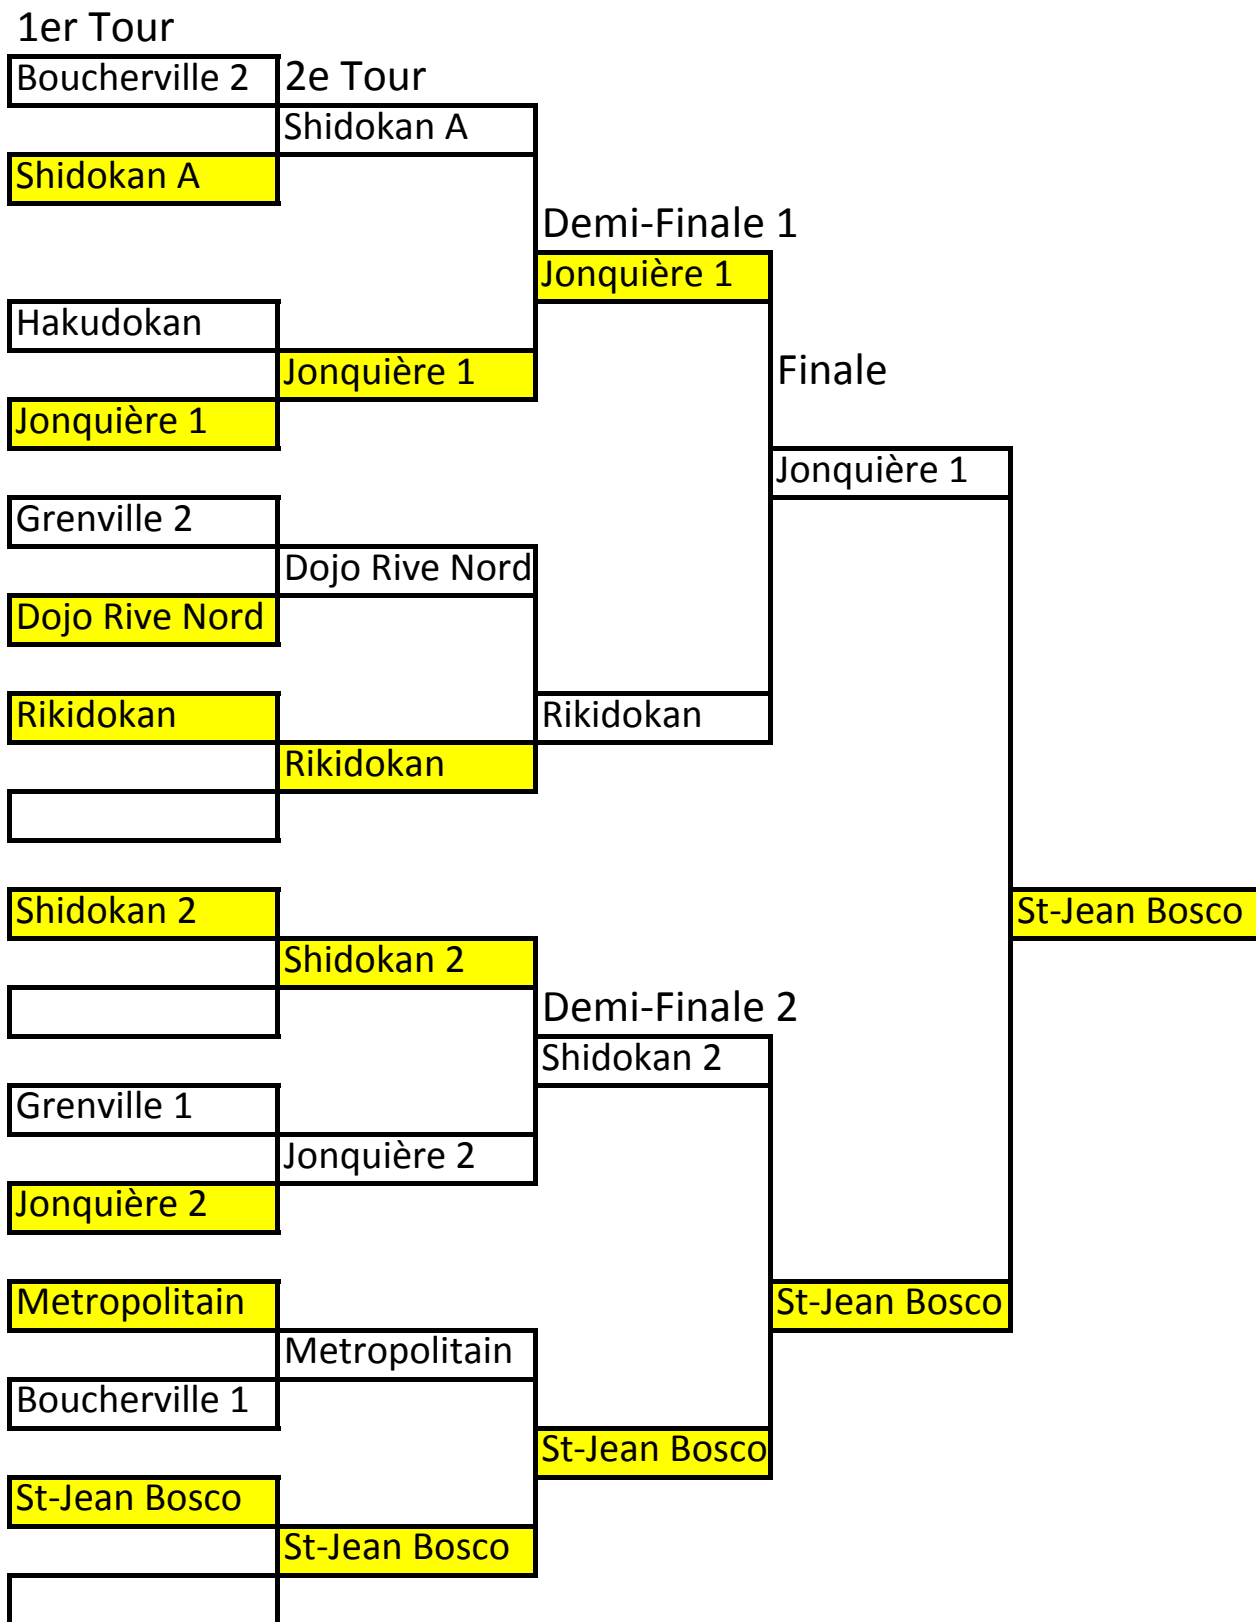 1er Tour
Boucherville 2
2e Tour
Shidokan A
Shidokan A
Demi-Finale 1
Jonquière 1
Hakudokan
Jonquière 1
Finale
Jonquière 1
Jonquière 1
Grenville 2
Dojo Rive Nord
Dojo Rive Nord
Rikidokan
Rikidokan
Rikidokan
Shidokan 2
St-Jean Bosco
Shidokan 2
Demi-Finale 2
Shidokan 2
Grenville 1
Jonquière 2
Jonquière 2
Metropolitain
St-Jean Bosco
Metropolitain
Boucherville 1
St-Jean Bosco
St-Jean Bosco
St-Jean Bosco